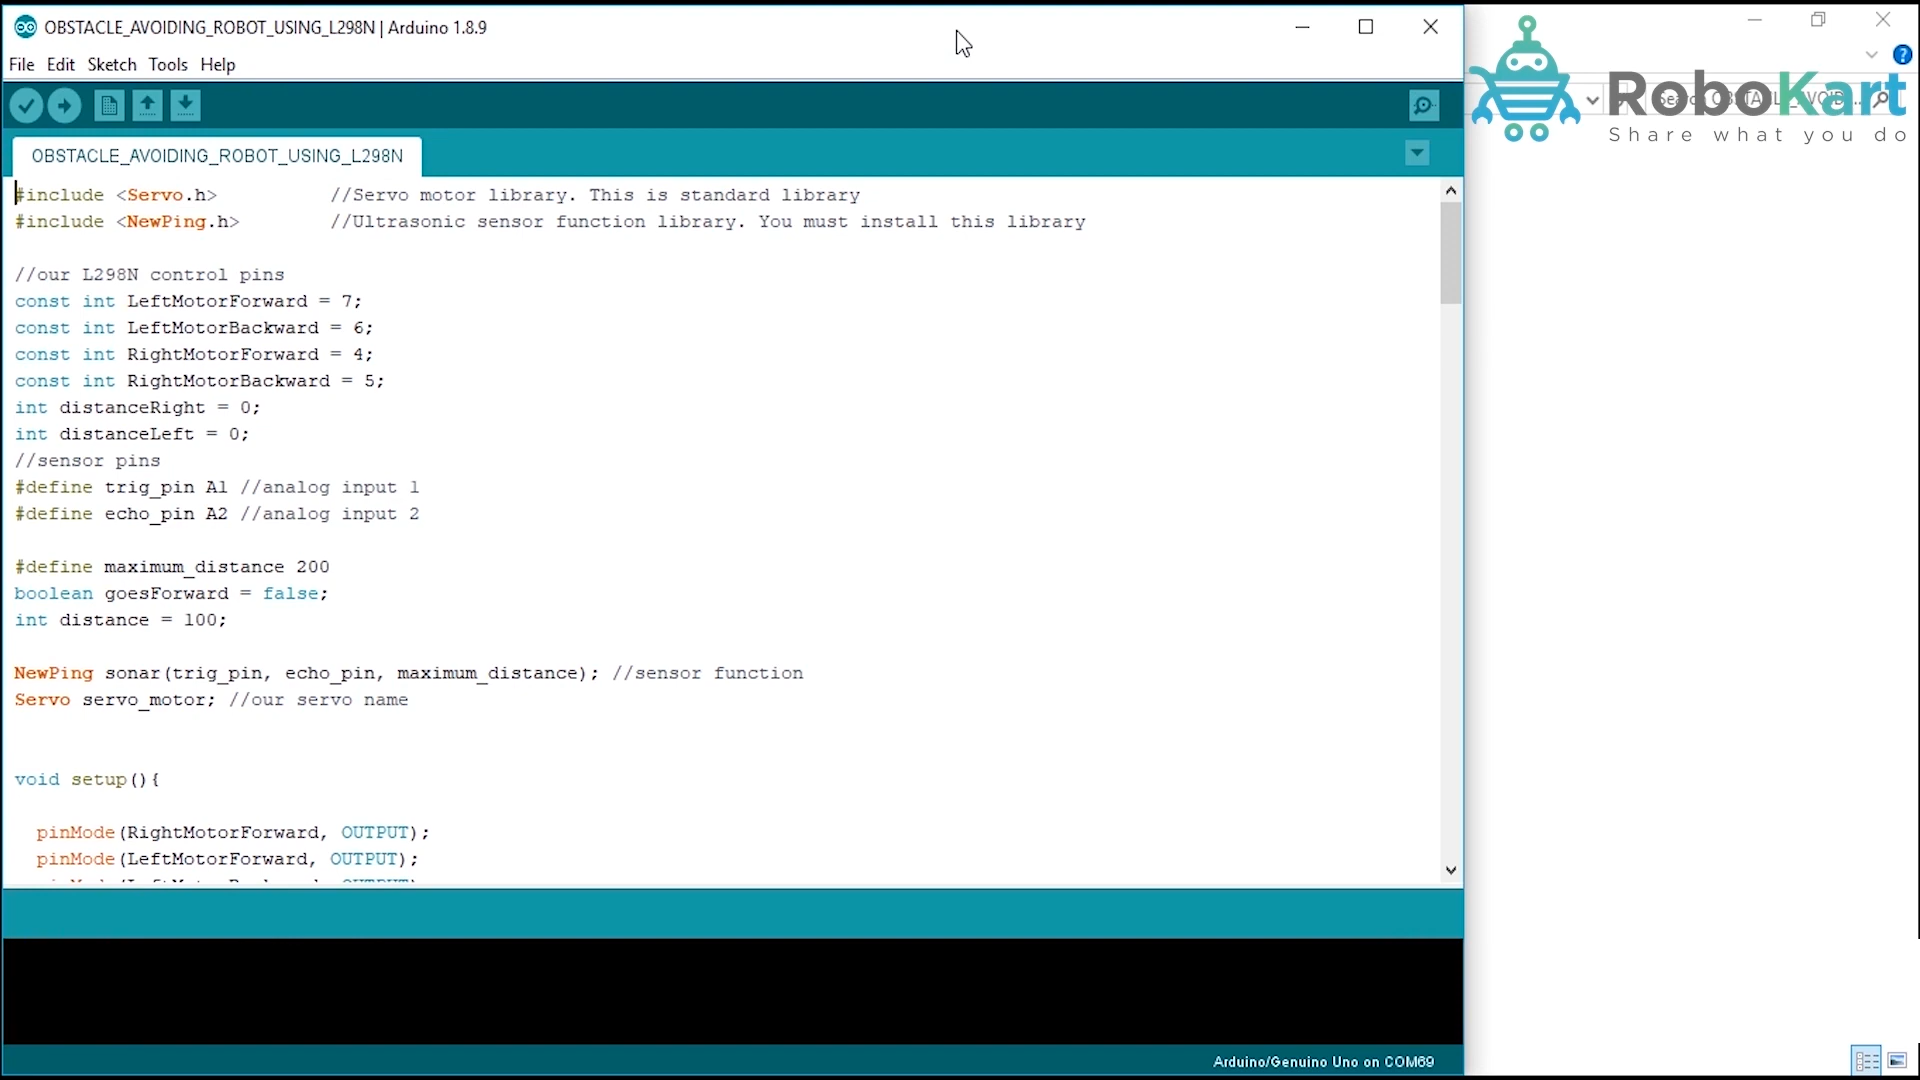 OBSTACLE_AVOIDING_ROBOT_USING_L298N | Arduino 1.8.9
File Edit Sketch Tools Help
RoboKart
Share what you do
OBSTACLE_AVOIDING_ROBOT_USING_L298N
#include <Servo.h> //Servo motor library. This is standard library
#include <NewPing.h> //Ultrasonic sensor function library. You must install this library
//our L298N control pins
const int LeftMotorForward = 7;
const int LeftMotorBackward = 6;
const int RightMotorForward = 4;
const int RightMotorBackward = 5;
int distanceRight = 0;
int distanceLeft = 0;
//sensor pins
#define trig_pin A1 //analog input 1
#define echo_pin A2 //analog input 2
#define maximum_distance 200
boolean goesForward = false;
int distance = 100;
NewPing sonar(trig_pin, echo_pin, maximum_distance); //sensor function
Servo servo_motor; //our servo name
void setup(){
pinMode(RightMotorForward, OUTPUT);
pinMode(LeftMotorForward, OUTPUT);
Arduino/Genuino Uno on COM69